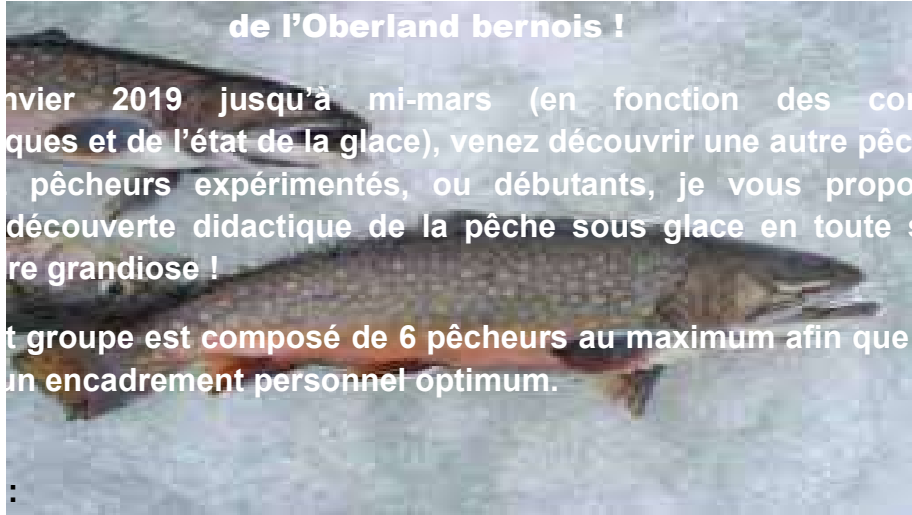 de l'Oberland bernois !
nvier 2019 jusqu'à mi-mars (en fonction des con
ques et de l'état de la glace), venez découvrir une autre pêc
pêcheurs expérimentés, ou débutants, je vous propo
découverte didactique de la pêche sous glace en toute s
re grandiose !
t groupe est composé de 6 pêcheurs au maximum afin que
un encadrement personnel optimum.
: